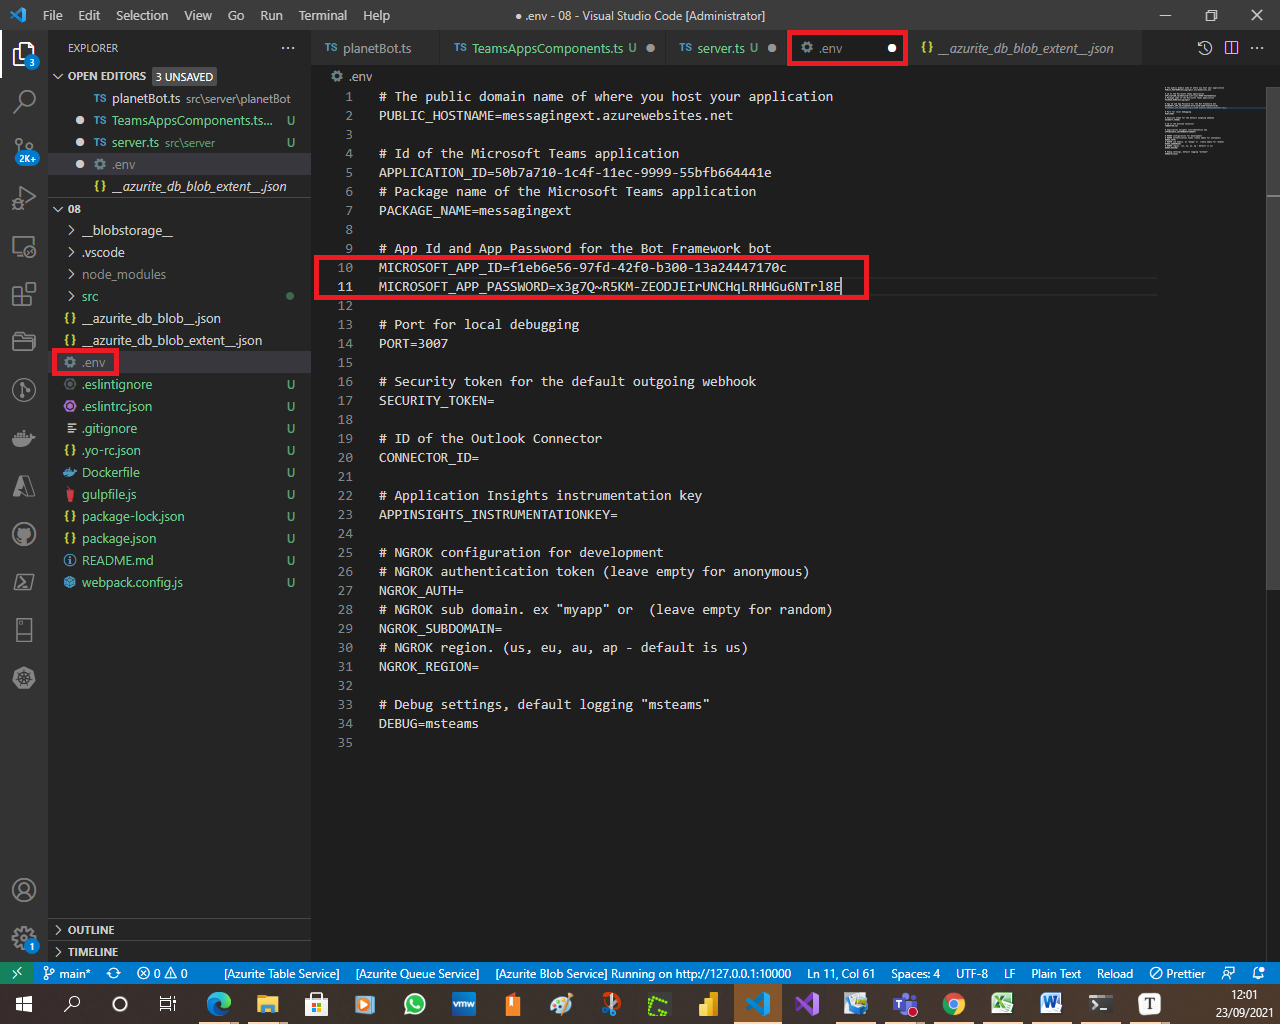 File Edit Selection View Go Run Terminal Help ● .env - 08 - Visual Studio Code [Administrator]
EXPLORER
OPEN EDITORS 3 UNSAVED
TS planetBot.ts src\server\planetBot
TS TeamsAppsComponents.ts... U
TS server.ts src\server U
.env
{} __azurite_db_blob_extent__.json
08
__blobstorage__
.vscode
node_modules
src
{} __azurite_db_blob__.json
{} __azurite_db_blob_extent__.json
.env
.eslintignore U
.eslintrc.json U
.gitignore U
{} .yo-rc.json U
Dockerfile U
gulpfile.js U
{} package-lock.json U
{} package.json U
README.md U
webpack.config.js U
OUTLINE
TIMELINE
3
2K+
1
TS planetBot.ts TS TeamsAppsComponents.ts U TS server.ts U .env {} __azurite_db_blob_extent__.json
.env
1 # The public domain name of where you host your application
2 PUBLIC_HOSTNAME=messagingext.azurewebsites.net
3
4 # Id of the Microsoft Teams application
5 APPLICATION_ID=50b7a710-1c4f-11ec-9999-55bfb664441e
6 # Package name of the Microsoft Teams application
7 PACKAGE_NAME=messagingext
8
9 # App Id and App Password for the Bot Framework bot
10 MICROSOFT_APP_ID=f1eb6e56-97fd-42f0-b300-13a24447170c
11 MICROSOFT_APP_PASSWORD=x3g7Q~R5KM-ZEODJEIrUNCHqLRHHGu6NTrl8E
12
13 # Port for local debugging
14 PORT=3007
15
16 # Security token for the default outgoing webhook
17 SECURITY_TOKEN=
18
19 # ID of the Outlook Connector
20 CONNECTOR_ID=
21
22 # Application Insights instrumentation key
23 APPINSIGHTS_INSTRUMENTATIONKEY=
24
25 # NGROK configuration for development
26 # NGROK authentication token (leave empty for anonymous)
27 NGROK_AUTH=
28 # NGROK sub domain. ex "myapp" or  (leave empty for random)
29 NGROK_SUBDOMAIN=
30 # NGROK region. (us, eu, au, ap - default is us)
31 NGROK_REGION=
32
33 # Debug settings, default logging "msteams"
34 DEBUG=msteams
35
main* 0 0 [Azurite Table Service] [Azurite Queue Service] [Azurite Blob Service] Running on http://127.0.0.1:10000 Ln 11, Col 61 Spaces: 4 UTF-8 LF Plain Text Reload Prettier
vmw
T
12:01
23/09/2021